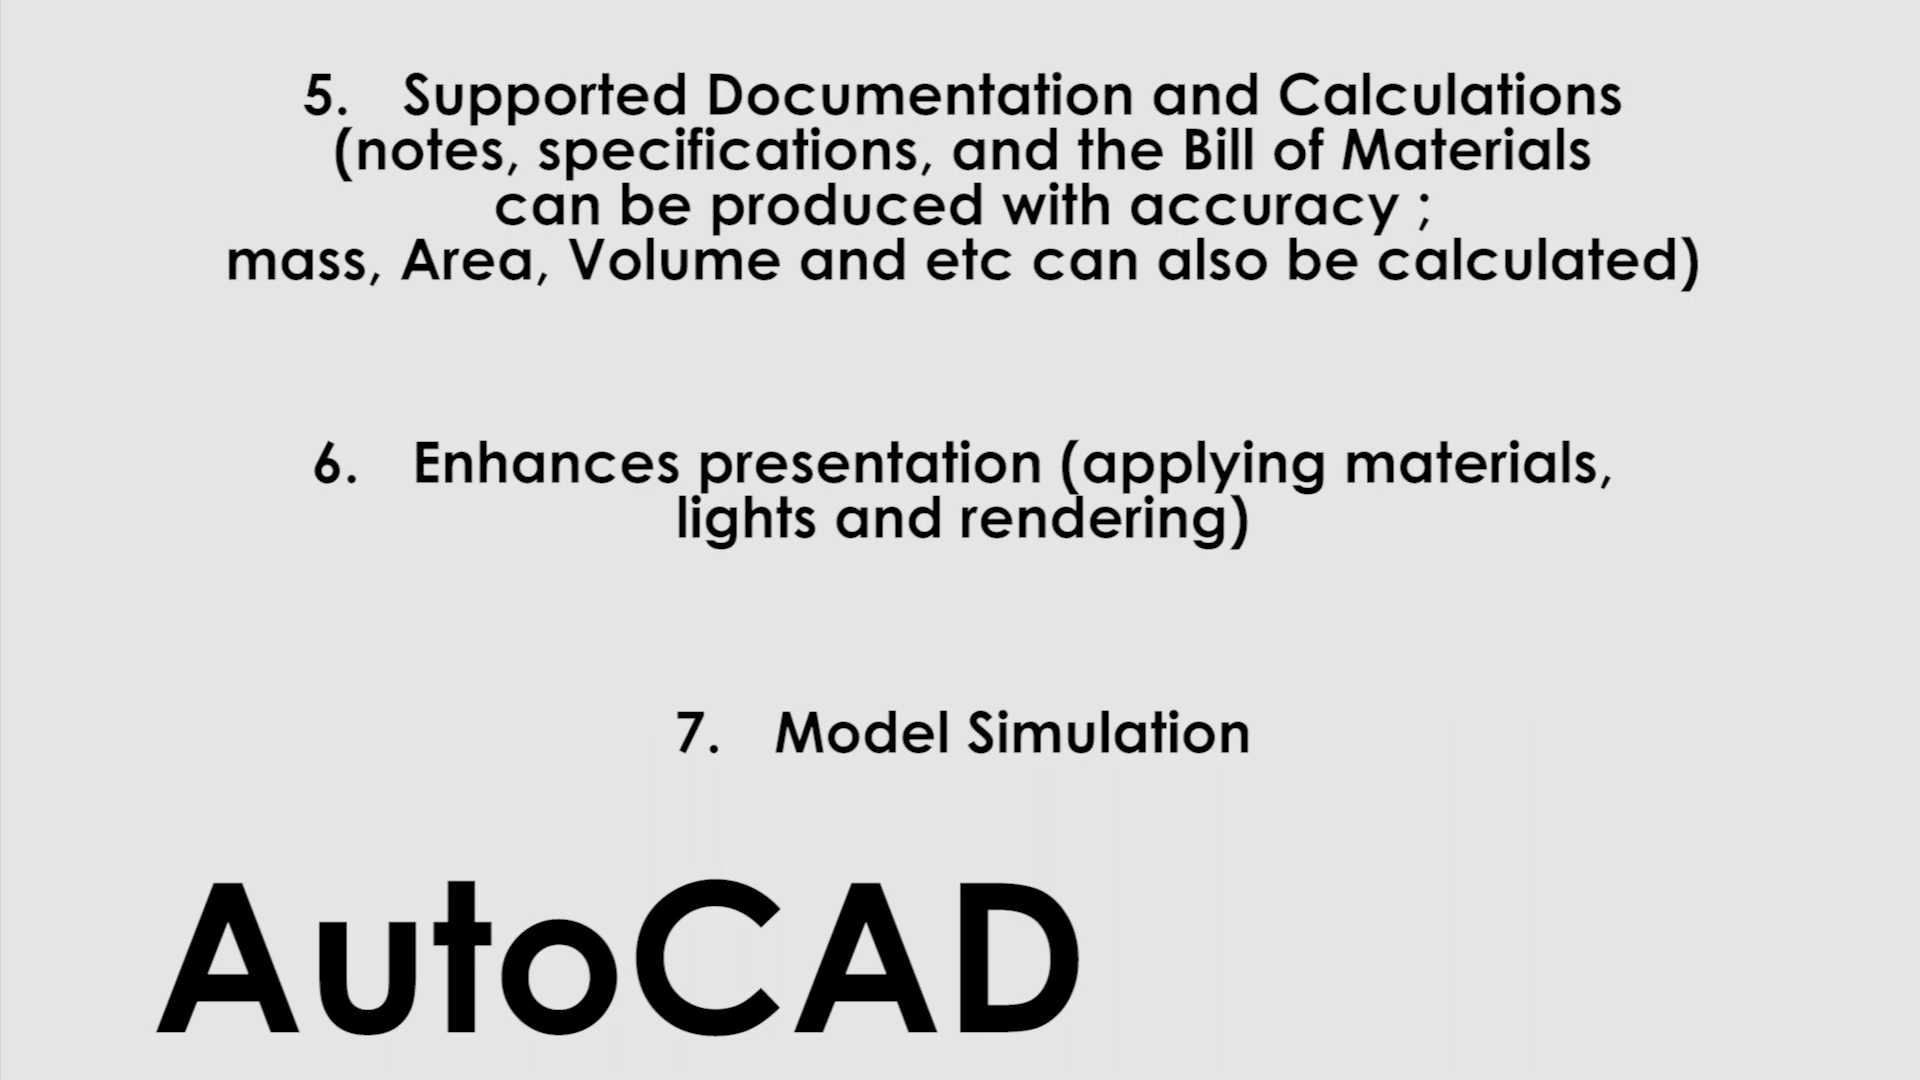 5. Supported Documentation and Calculations
(notes, specifications, and the Bill of Materials
can be produced with accuracy ;
mass, Area, Volume and etc can also be calculated)
6. Enhances presentation (applying materials,
lights and rendering)
7. Model Simulation
AutoCAD